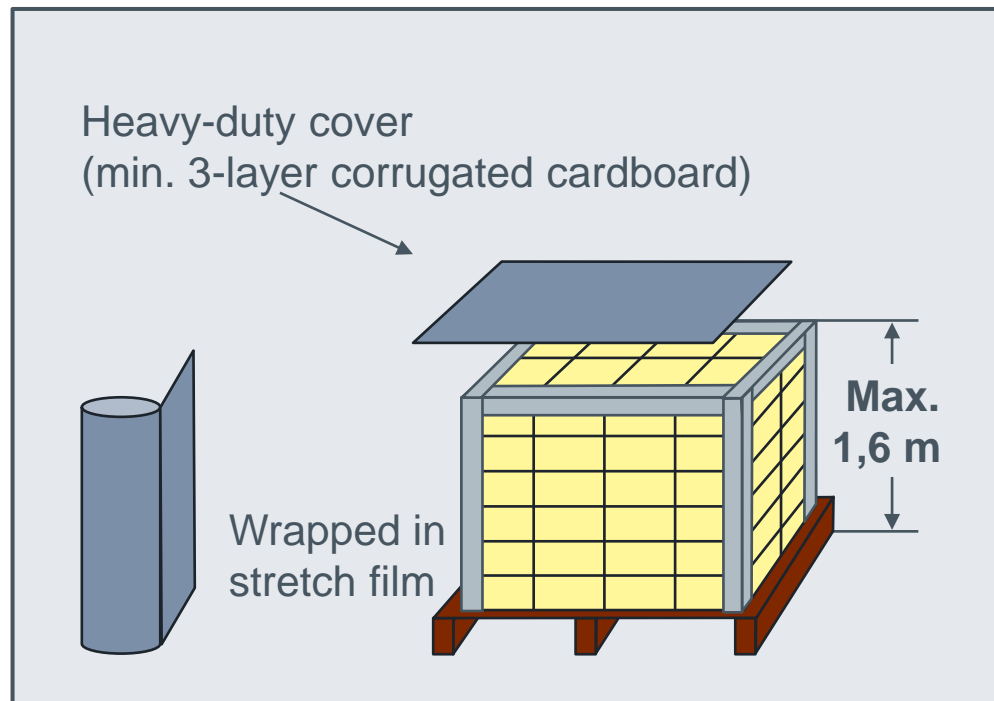 Heavy-duty cover
(min. 3-layer corrugated cardboard)
Max.
1,6 m
Wrapped in
stretch film